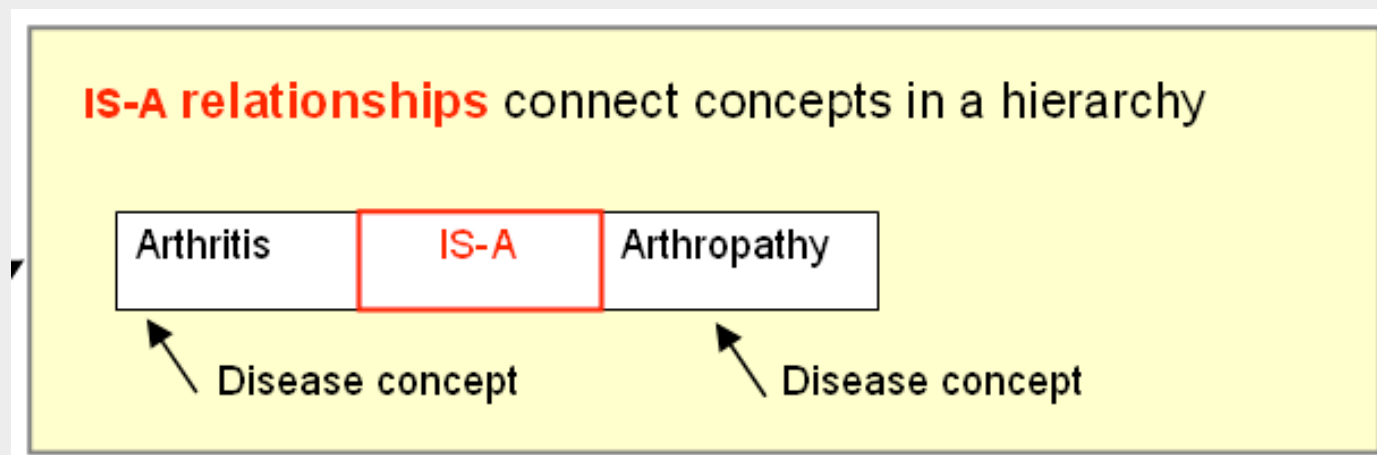 IS-A relationships connect concepts in a hierarchy
Arthritis IS-A Arthropathy
Disease concept Disease concept